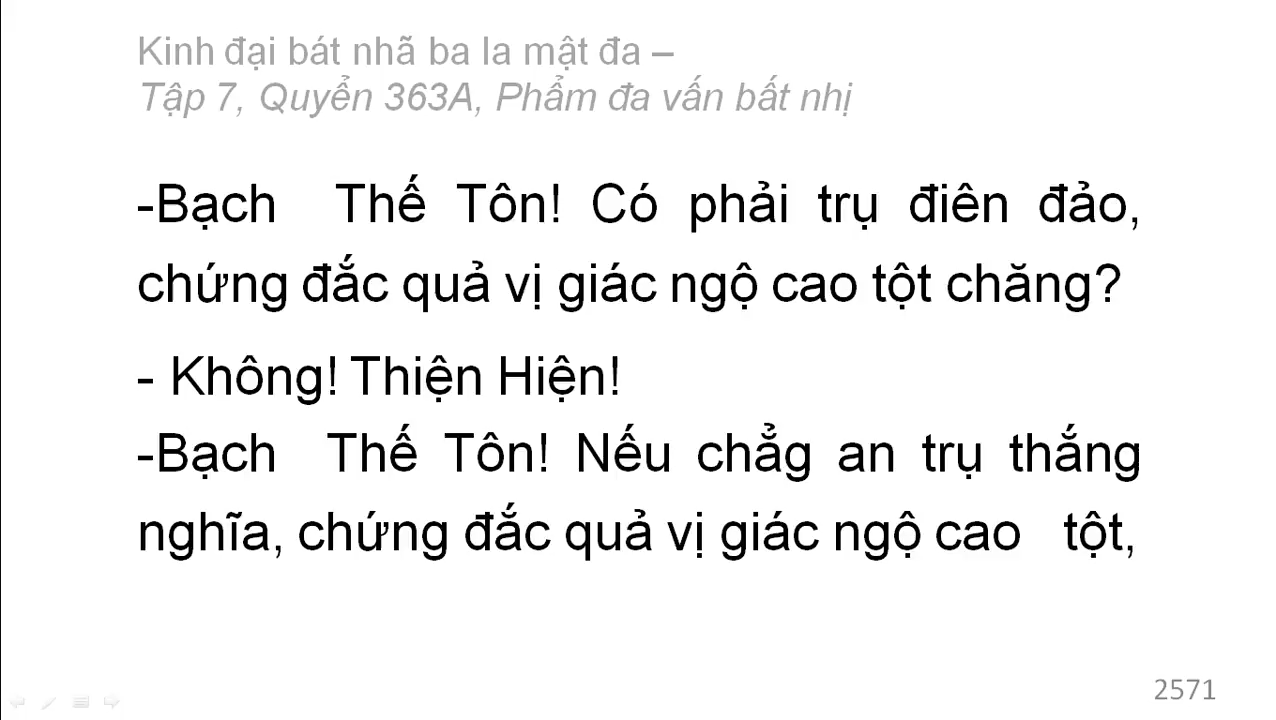 Kinh đại bát nhã ba la mật đa –
Tập 7, Quyển 363A, Phẩm đa vấn bất nhị
-Bạch Thế Tôn! Có phải trụ điên đảo,
chứng đắc quả vị giác ngộ cao tột chăng?
- Không! Thiện Hiện!
-Bạch Thế Tôn! Nếu chẳg an trụ thắng
nghĩa, chứng đắc quả vị giác ngộ cao tột,
2571